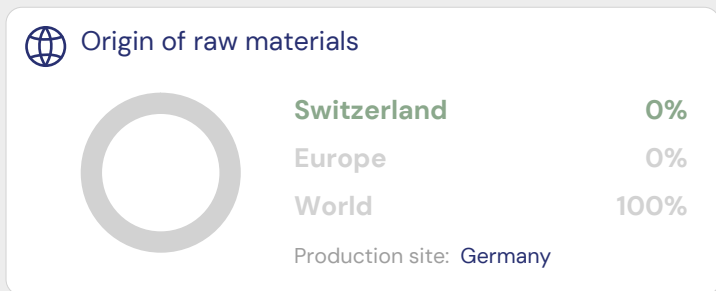 Origin of raw materials
Switzerland 0%
Europe 0%
World 100%
Production site: Germany